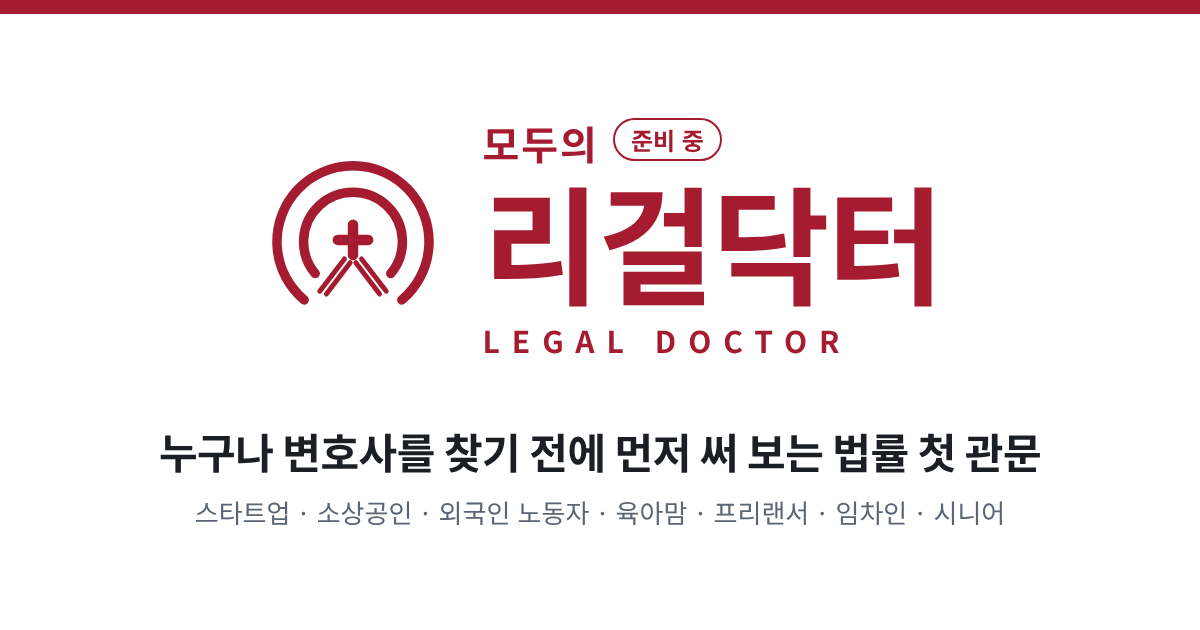 모두의 준비 중
리걸닥터
LEGAL DOCTOR
누구나 변호사를 찾기 전에 먼저 써 보는 법률 첫 관문
스타트업 · 소상공인 · 외국인 노동자 · 육아맘 · 프리랜서 · 임차인 · 시니어